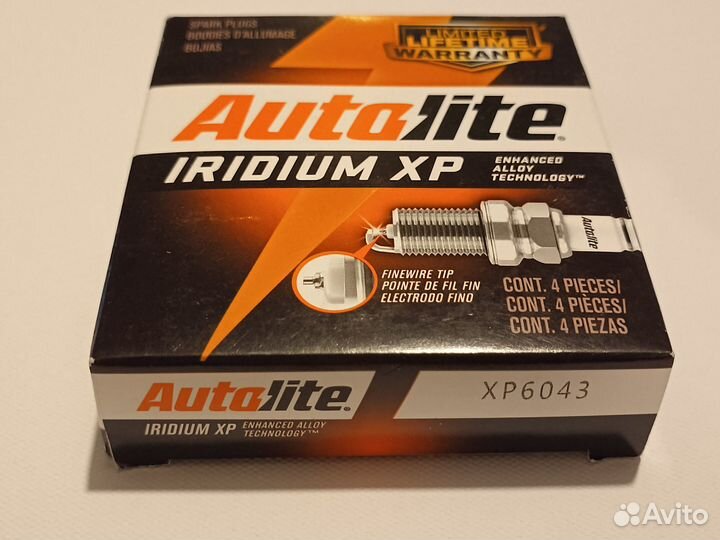 SPARK PLUGS
BOUGIES D'ALLUMAGE
BUJIAS
LIMITED
LIFETIME
WARRANTY
Autolite®
IRIDIUM XP
ENHANCED
ALLOY
TECHNOLOGY™
Autolite
FINEWIRE TIP
POINTE DE FIL FIN
ELECTRODO FINO
CONT. 4 PIECES/
CONT. 4 PIÈCES/
CONT. 4 PIEZAS
Autolite®
IRIDIUM XP ENHANCED ALLOY
TECHNOLOGY™
XP6043
Avito